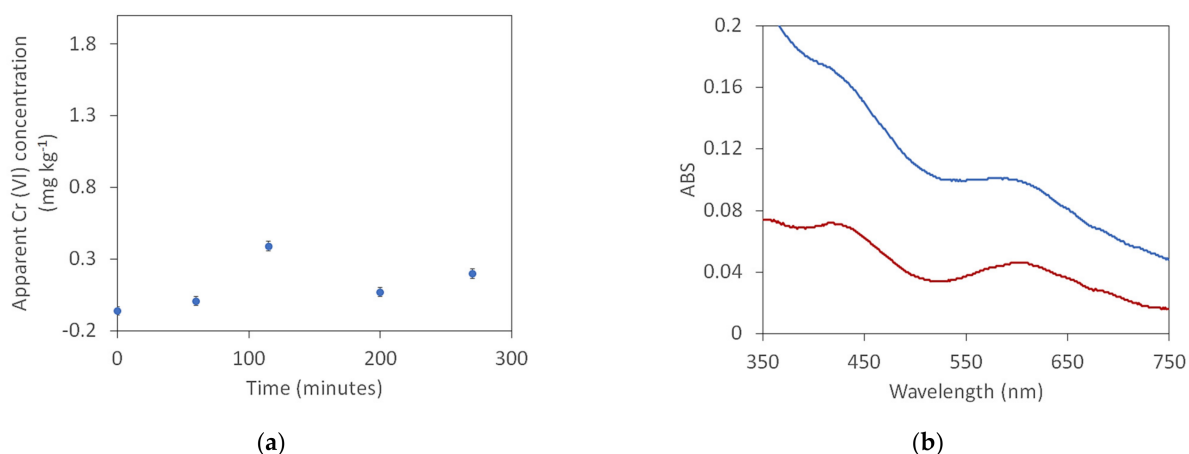 Apparent Cr (VI) concentration
(mg kg⁻¹)
1.8
1.3
0.8
0.3
-0.2
0
100
200
300
Time (minutes)
(a)
ABS
0.2
0.16
0.12
0.08
0.04
0
350
450
550
650
750
Wavelength (nm)
(b)